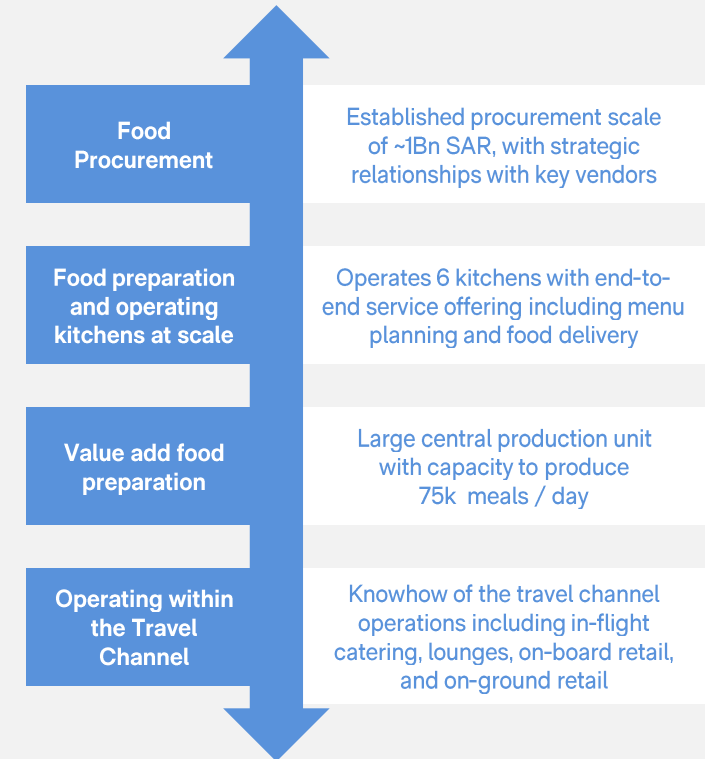 Food
Procurement
Established procurement scale
of ~1Bn SAR, with strategic
relationships with key vendors
Food preparation
and operating
kitchens at scale
Operates 6 kitchens with end-to-
end service offering including menu
planning and food delivery
Value add food
preparation
Large central production unit
with capacity to produce
75k meals / day
Operating within
the Travel
Channel
Knowhow of the travel channel
operations including in-flight
catering, lounges, on-board retail,
and on-ground retail